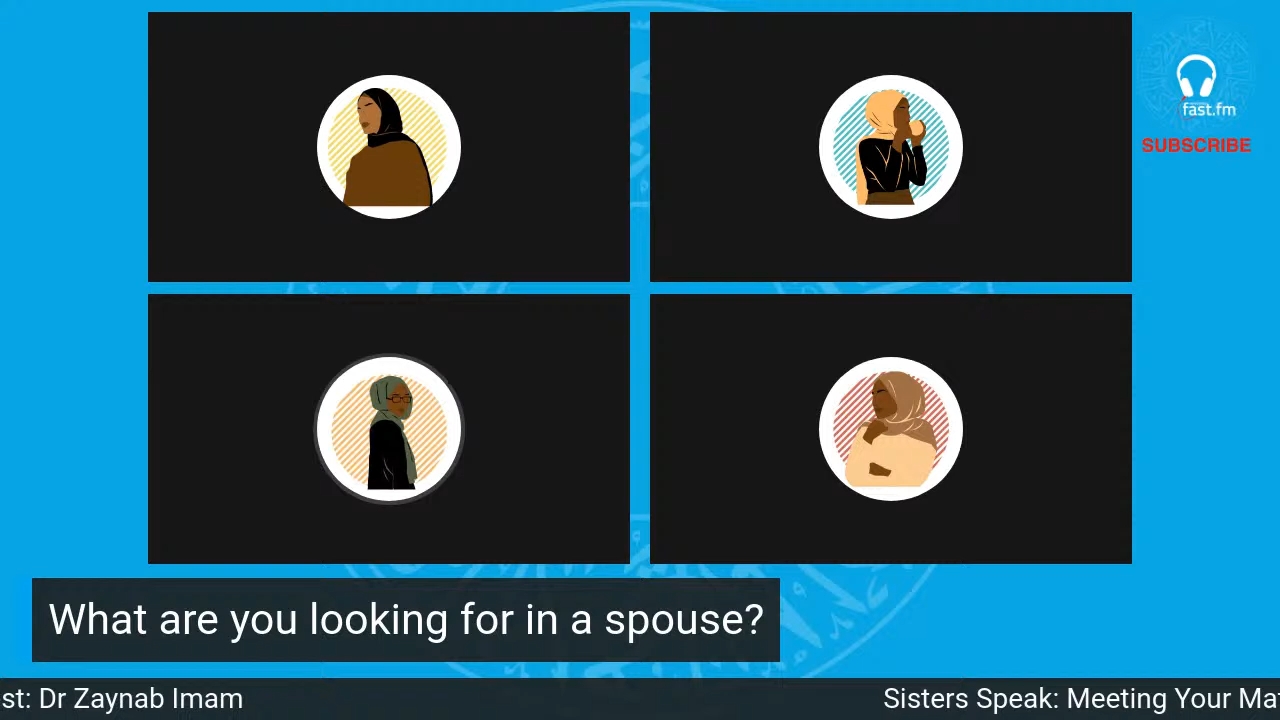 fast.fm
SUBSCRIBE
What are you looking for in a spouse?
st: Dr Zaynab Imam
Sisters Speak: Meeting Your Ma